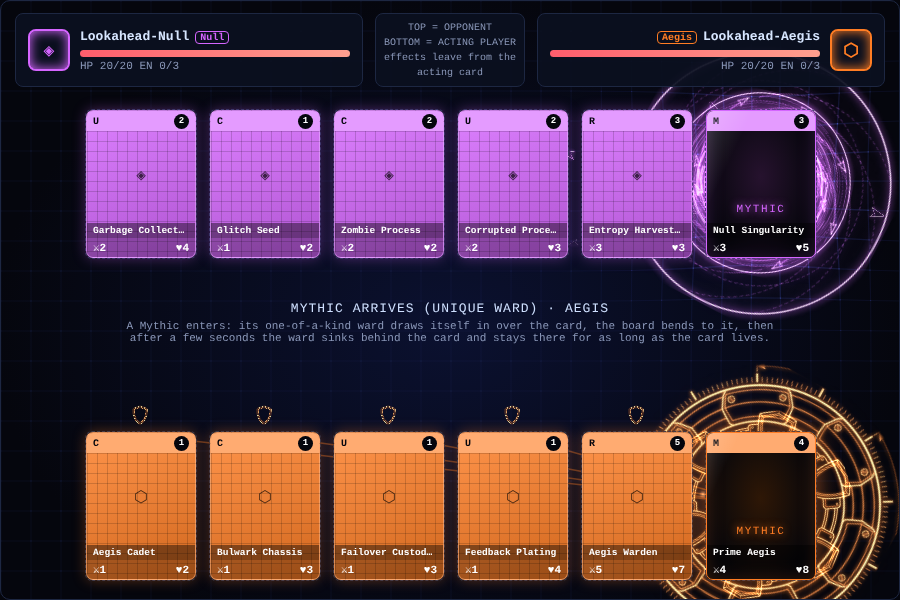 Lookahead-Null Null
HP 20/20 EN 0/3
TOP = OPPONENT
BOTTOM = ACTING PLAYER
effects leave from the
acting card
Aegis Lookahead-Aegis
HP 20/20 EN 0/3
U 2
Garbage Collect…
⚔2 ♥4
C 1
Glitch Seed
⚔1 ♥2
C 2
Zombie Process
⚔2 ♥2
U 2
Corrupted Proce…
⚔2 ♥3
R 3
Entropy Harvest…
⚔3 ♥3
M 3
MYTHIC
Null Singularity
⚔3 ♥5
MYTHIC ARRIVES (UNIQUE WARD) · AEGIS
A Mythic enters: its one-of-a-kind ward draws itself in over the card, the board bends to it, then
after a few seconds the ward sinks behind the card and stays there for as long as the card lives.
C 1
Aegis Cadet
⚔1 ♥2
C 1
Bulwark Chassis
⚔1 ♥3
U 1
Failover Custod…
⚔1 ♥3
U 1
Feedback Plating
⚔1 ♥4
R 5
Aegis Warden
⚔5 ♥7
M 4
MYTHIC
Prime Aegis
⚔4 ♥8